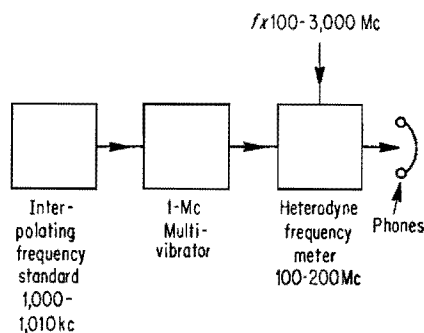 fx100-3,000 Mc
Inter-
polating
frequency
standard
1,000-
1,010kc
1-Mc
Multi-
vibrator
Heterodyne
frequency
meter
100-200Mc
Phones